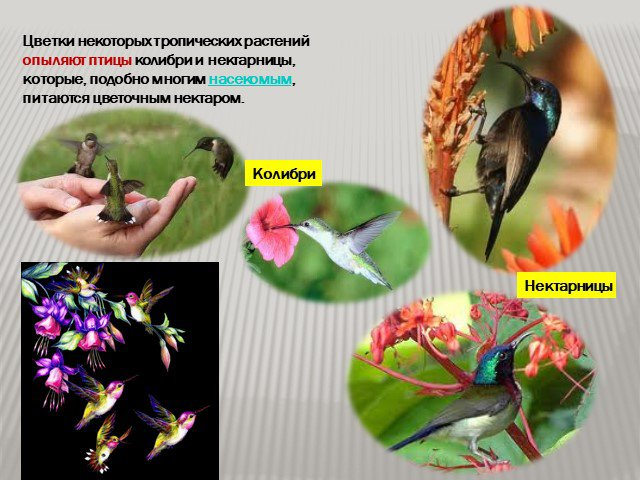 Цветки некоторых тропических растений
опыляют птицы колибри и нектарницы,
которые, подобно многим насекомым,
питаются цветочным нектаром.
Колибри
Нектарницы